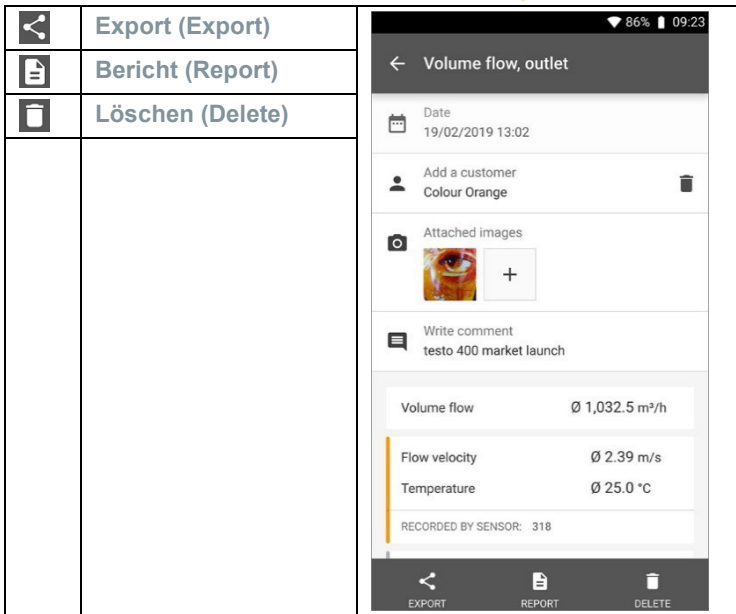 Export (Export)
Bericht (Report)
Löschen (Delete)
86% 09:23
Volume flow, outlet
Date
19/02/2019 13:02
Add a customer
Colour Orange
Attached images
+
Write comment
testo 400 market launch
Volume flow Ø 1,032.5 m³/h
Flow velocity Ø 2.39 m/s
Temperature Ø 25.0 °C
RECORDED BY SENSOR: 318
EXPORT REPORT DELETE